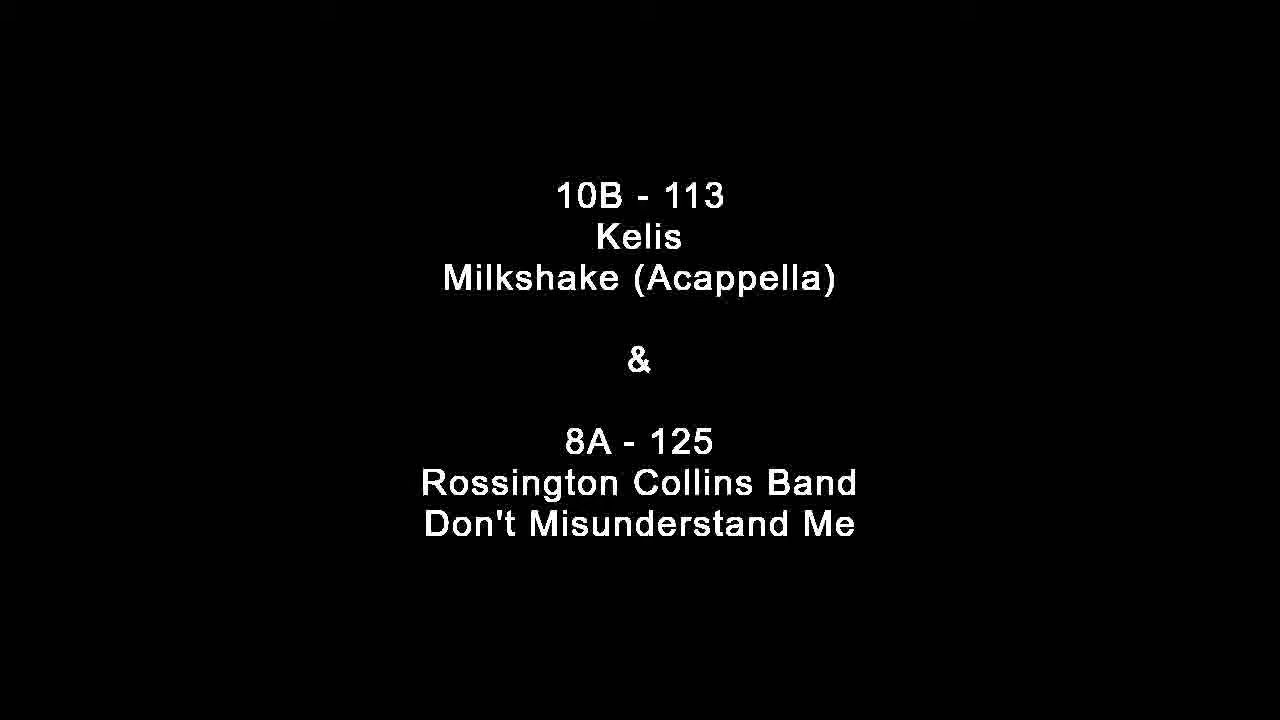 10B - 113
Kelis
Milkshake (Acappella)
&
8A - 125
Rossington Collins Band
Don't Misunderstand Me